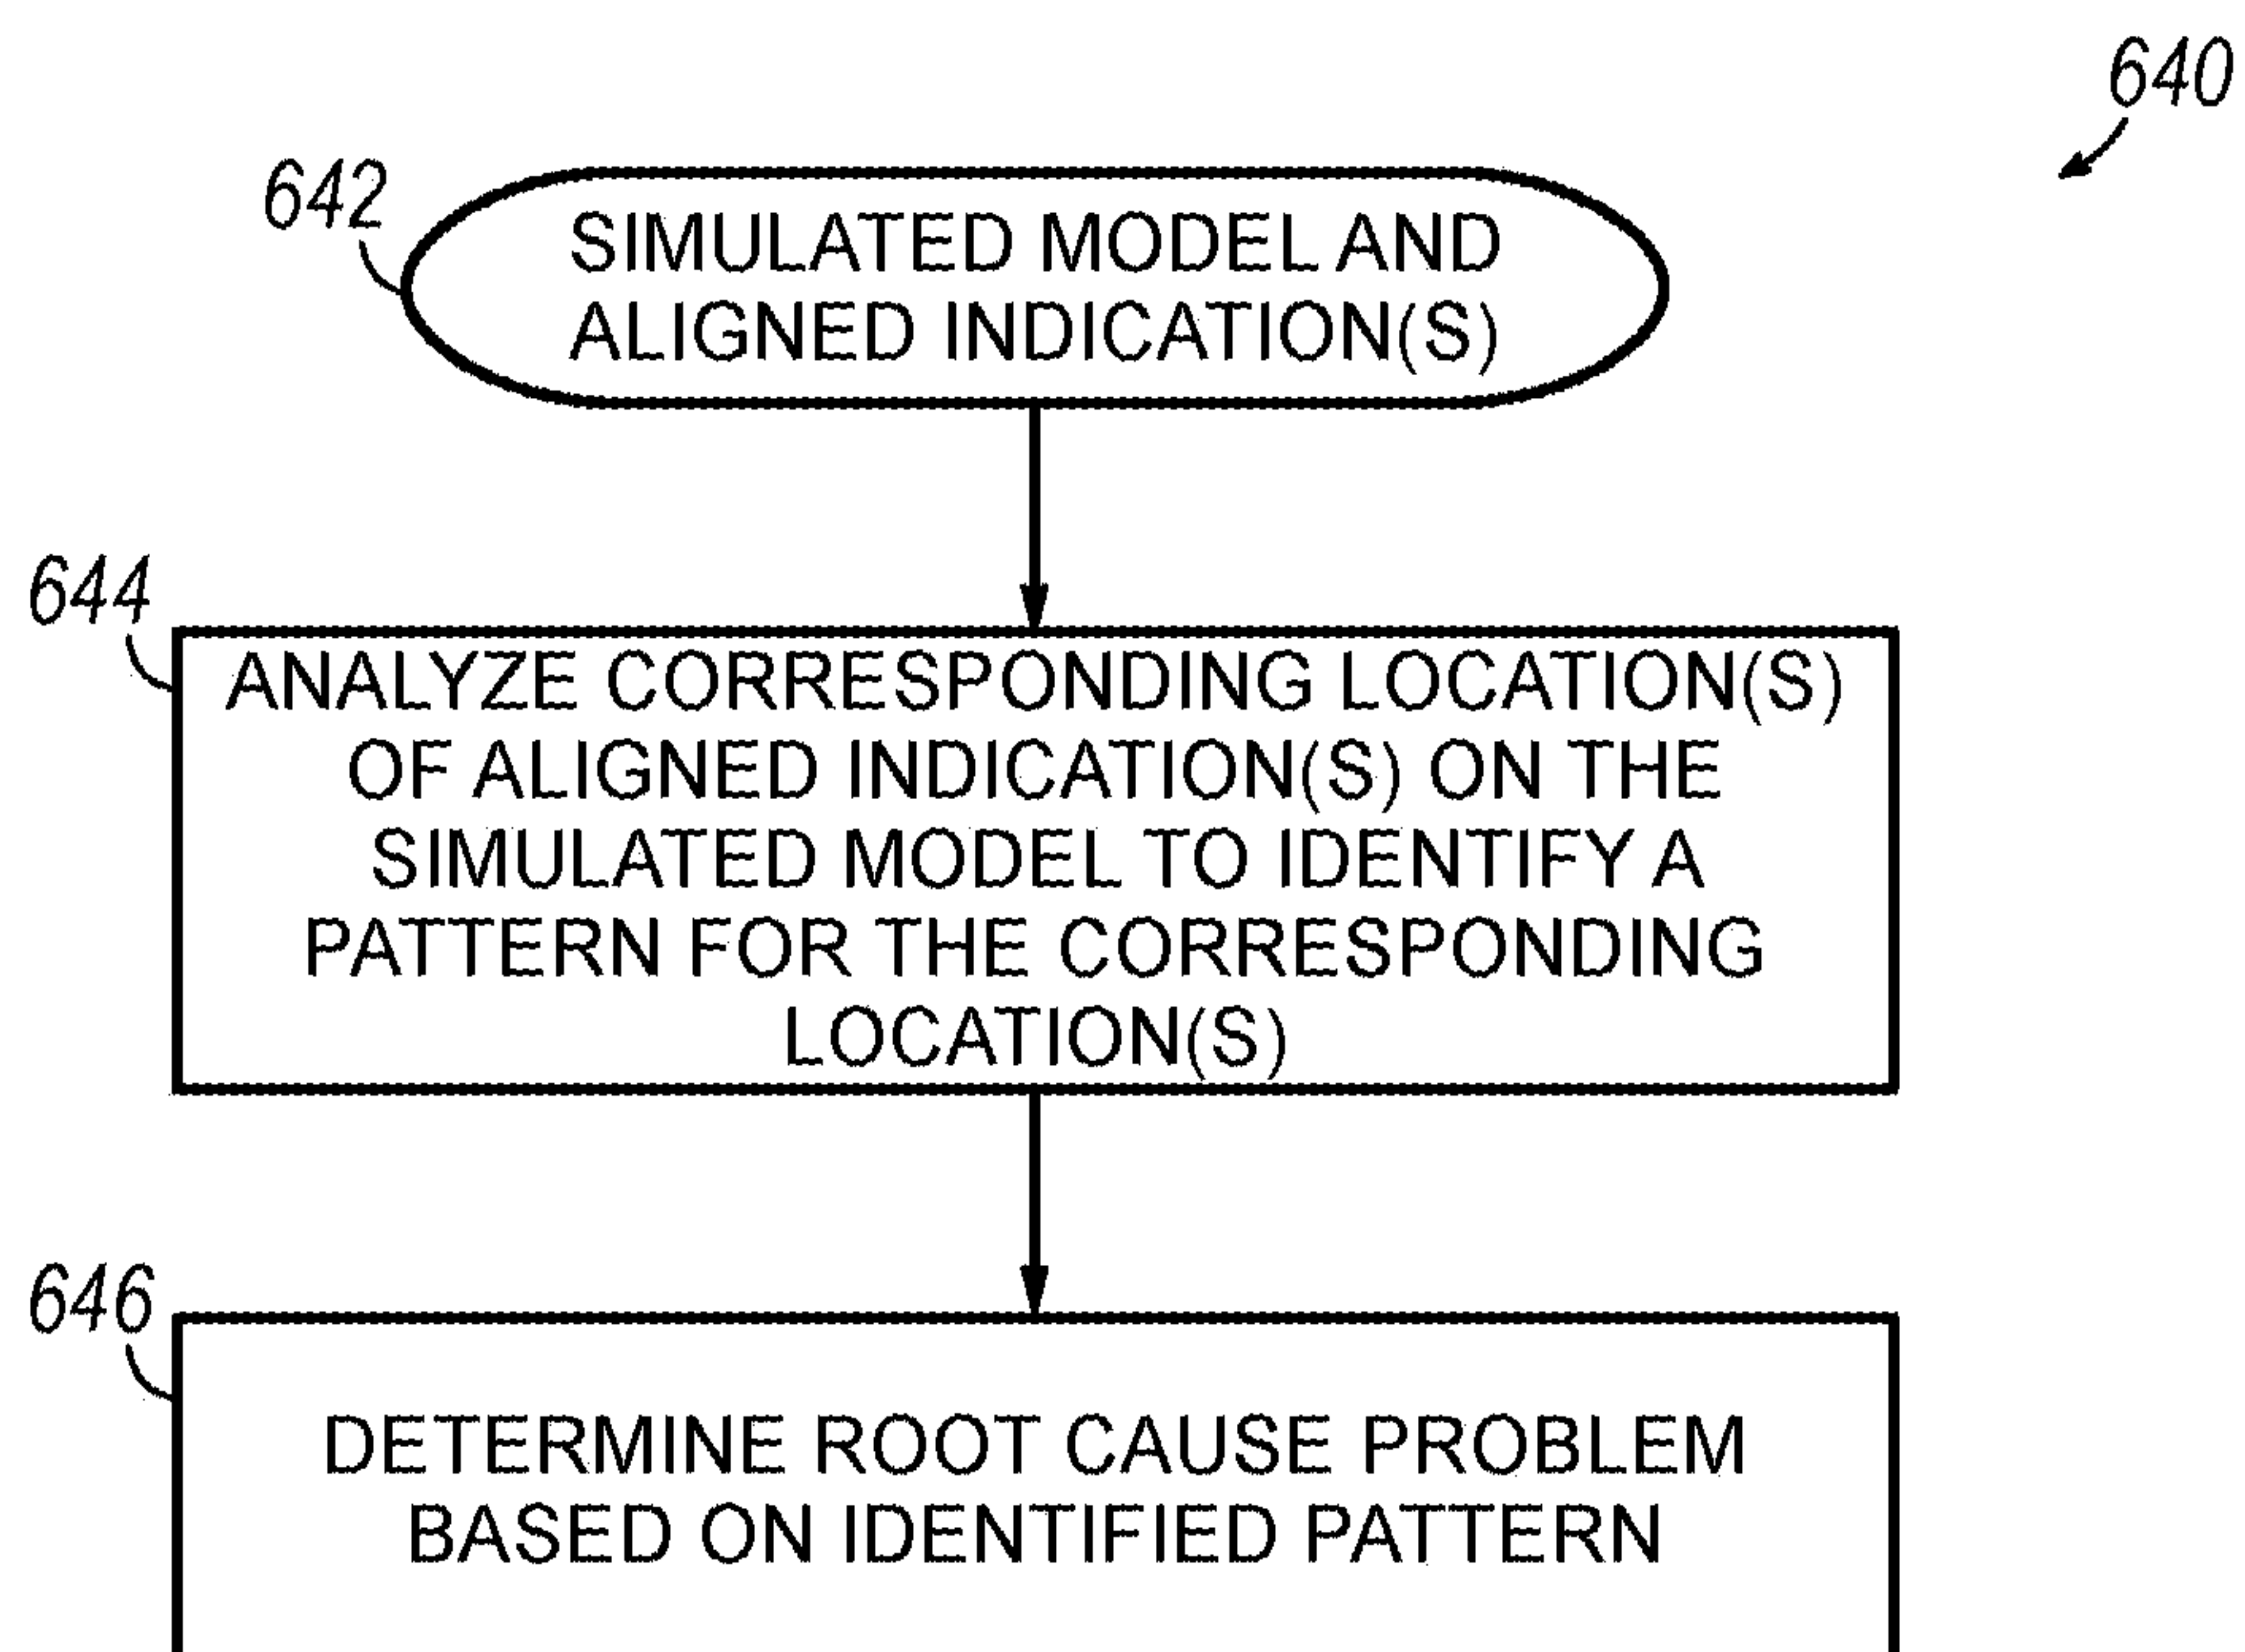 640
642
SIMULATED MODEL AND
ALIGNED INDICATION(S)
644
ANALYZE CORRESPONDING LOCATION(S)
OF ALIGNED INDICATION(S) ON THE
SIMULATED MODEL TO IDENTIFY A
PATTERN FOR THE CORRESPONDING
LOCATION(S)
646
DETERMINE ROOT CAUSE PROBLEM
BASED ON IDENTIFIED PATTERN